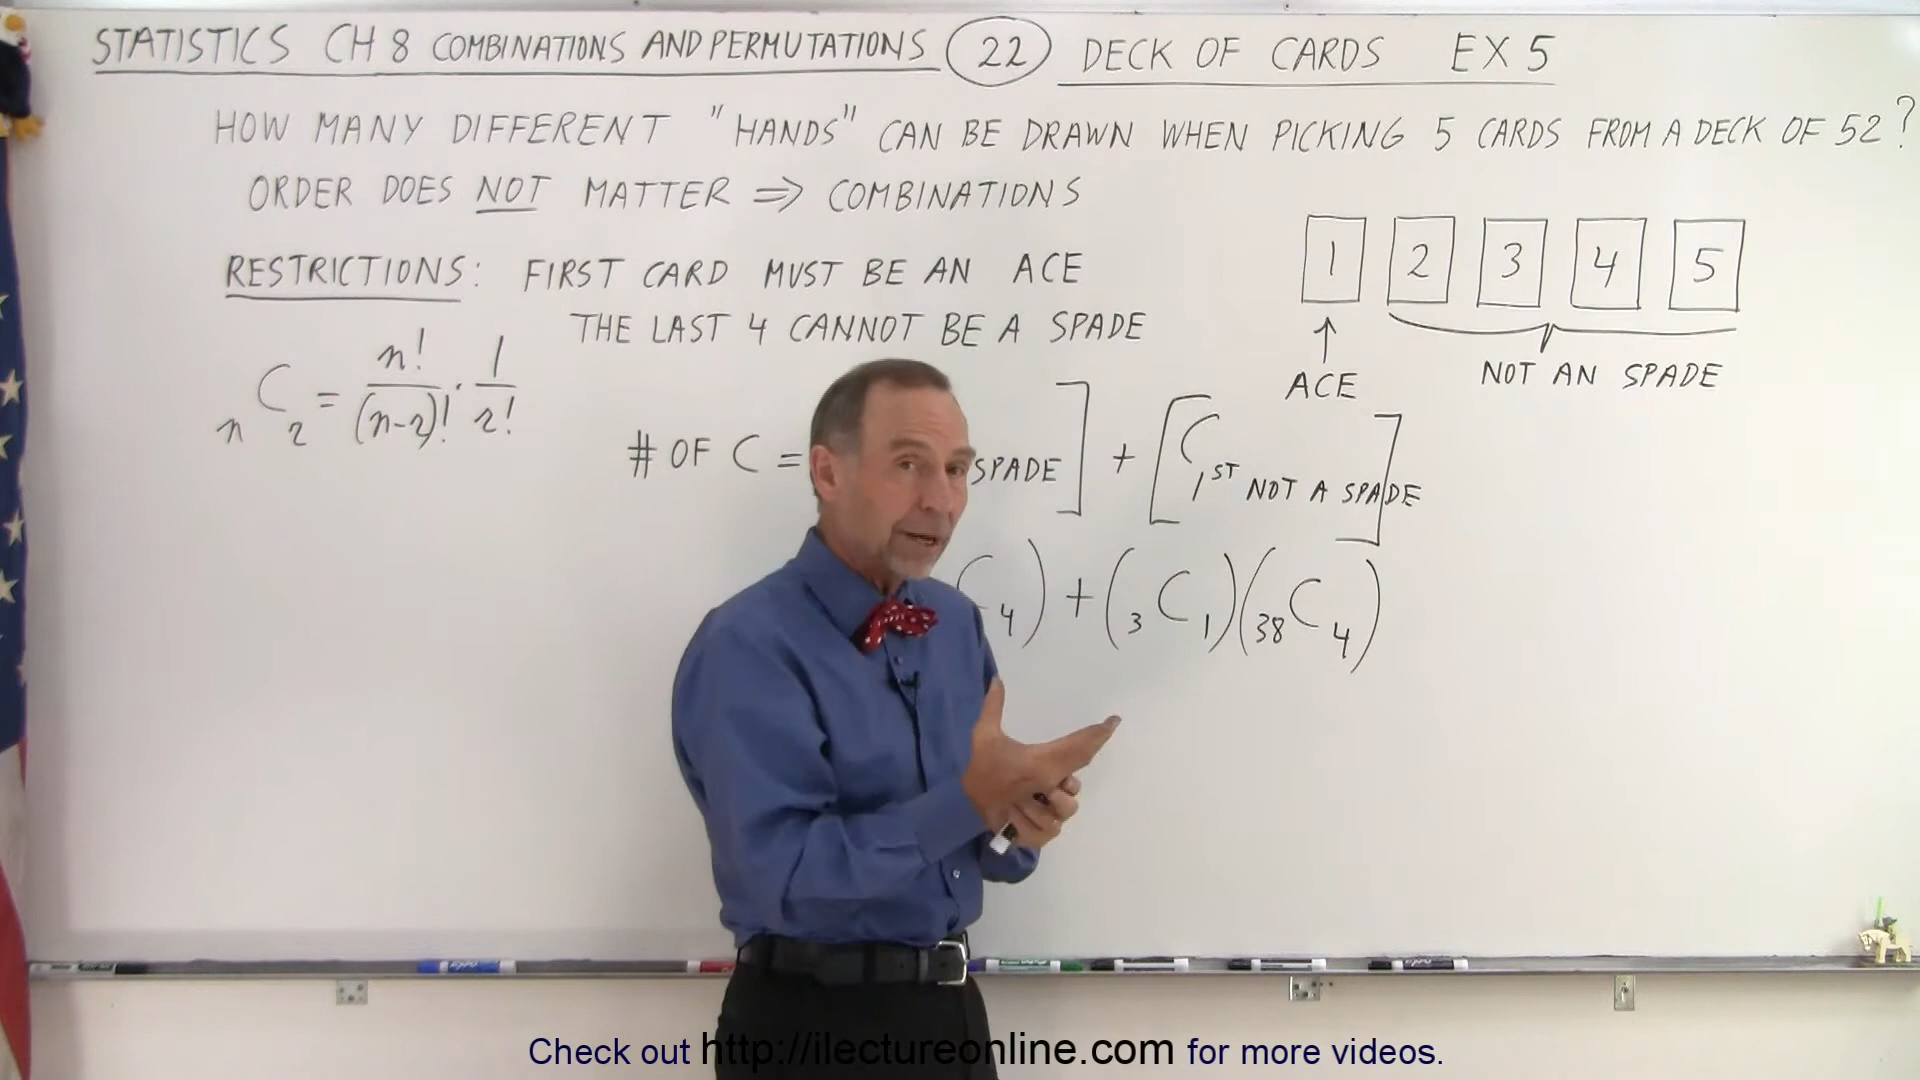 STATISTICS CH 8 COMBINATIONS AND PERMUTATIONS 22 DECK OF CARDS EX 5
HOW MANY DIFFERENT "HANDS" CAN BE DRAWN WHEN PICKING 5 CARDS FROM A DECK OF 52?
ORDER DOES NOT MATTER ⇒ COMBINATIONS
1 2 3 4 5
RESTRICTIONS: FIRST CARD MUST BE AN ACE
THE LAST 4 CANNOT BE A SPADE
ACE NOT AN SPADE
nCr = n!/(n-r)! · 1/r!
# OF C = SPADE] + [C 1ST NOT A SPADE]
C4) + (3C1)(38C4)
Check out http://ilectureonline.com for more videos.